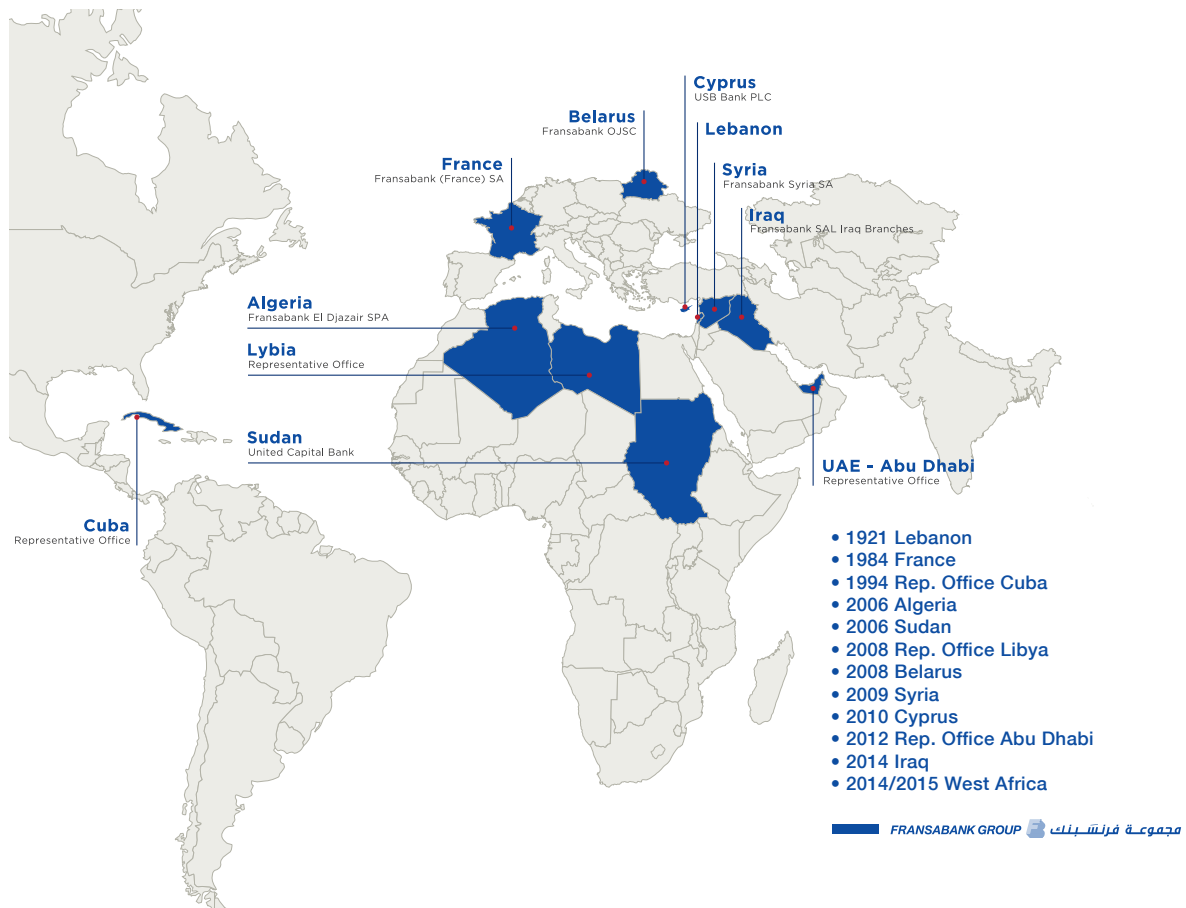 Cyprus
USB Bank PLC
Belarus
Fransabank OJSC
Lebanon
France
Fransabank (France) SA
Syria
Fransabank Syria SA
Iraq
Fransabank SAL Iraq Branches
Algeria
Fransabank El Djazair SPA
Lybia
Representative Office
Sudan
United Capital Bank
UAE - Abu Dhabi
Representative Office
Cuba
Representative Office
• 1921 Lebanon
• 1984 France
• 1994 Rep. Office Cuba
• 2006 Algeria
• 2006 Sudan
• 2008 Rep. Office Libya
• 2008 Belarus
• 2009 Syria
• 2010 Cyprus
• 2012 Rep. Office Abu Dhabi
• 2014 Iraq
• 2014/2015 West Africa
FRANSABANK GROUP مجموعة فرنسبنك